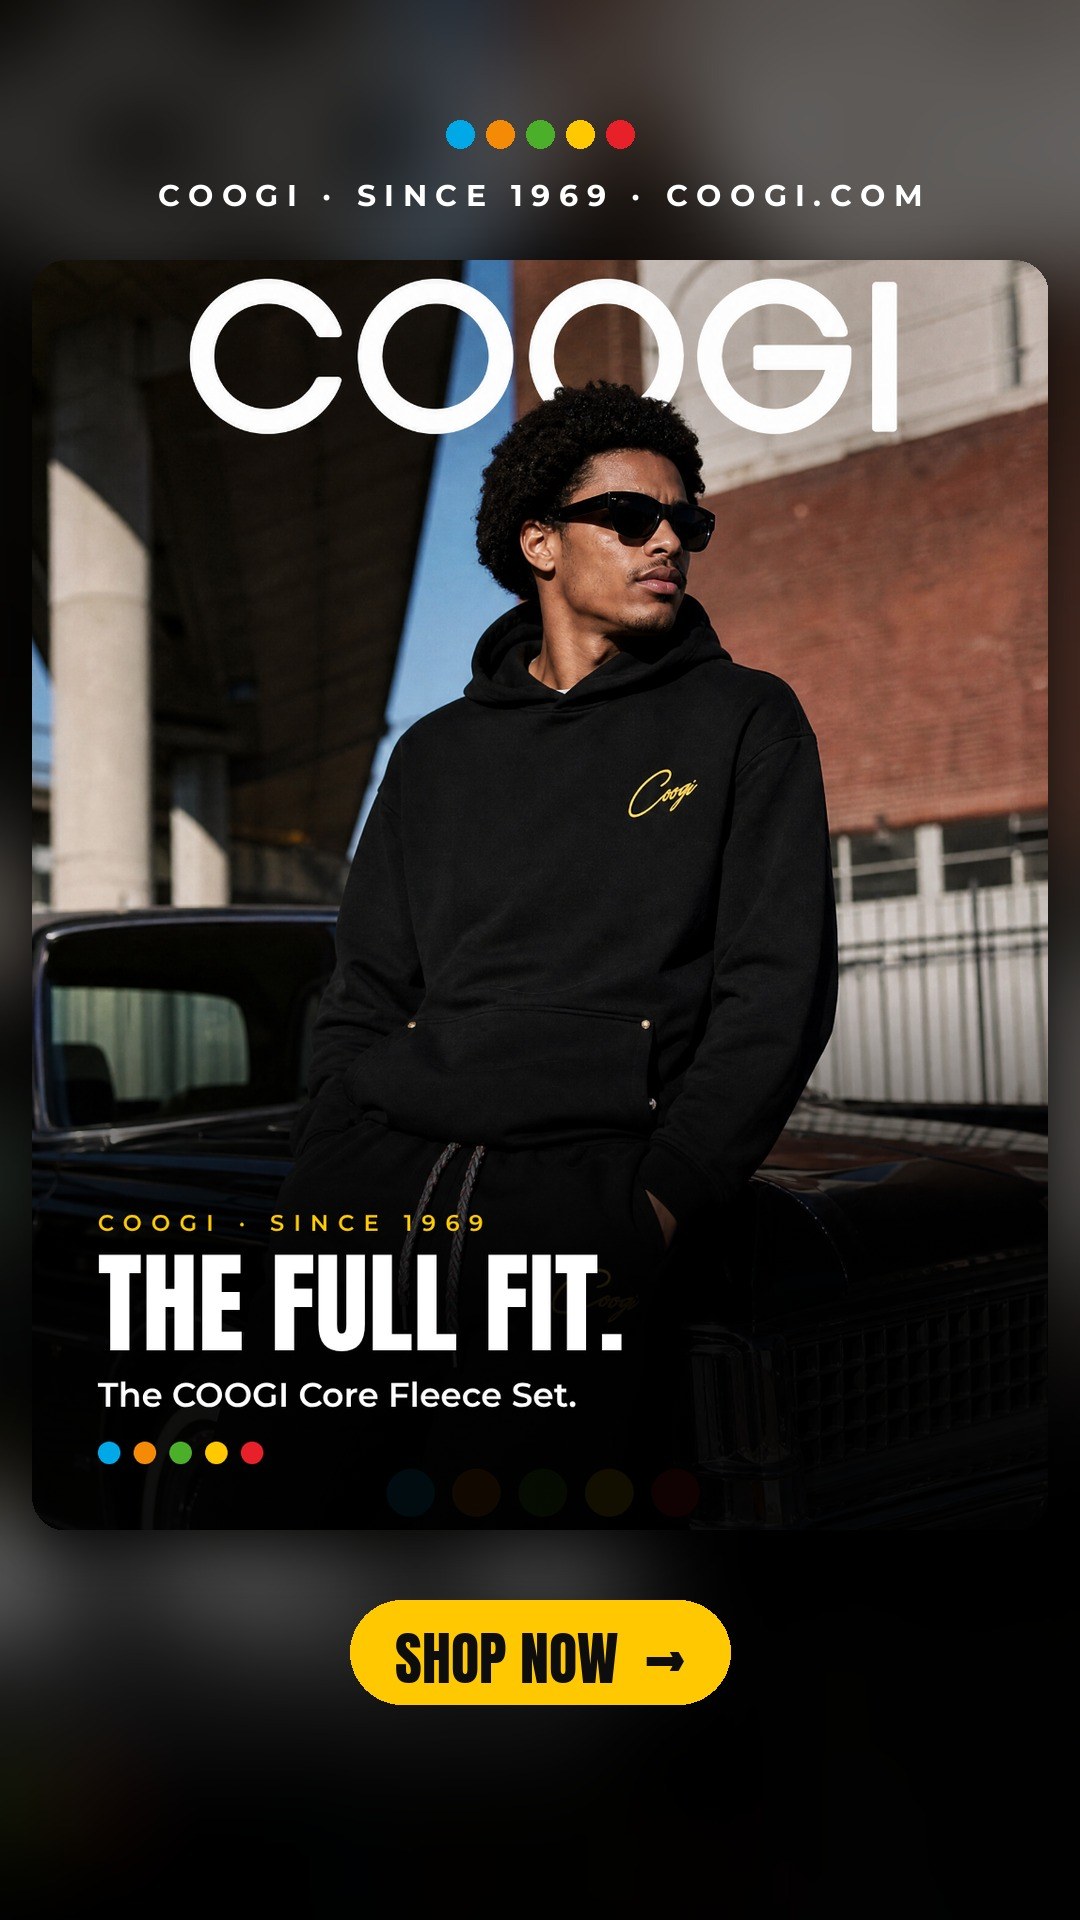 COOGI · SINCE 1969 · COOGI.COM
COOGI
Coogi
COOGI · SINCE 1969
THE FULL FIT.
Coogi
The COOGI Core Fleece Set.
SHOP NOW →